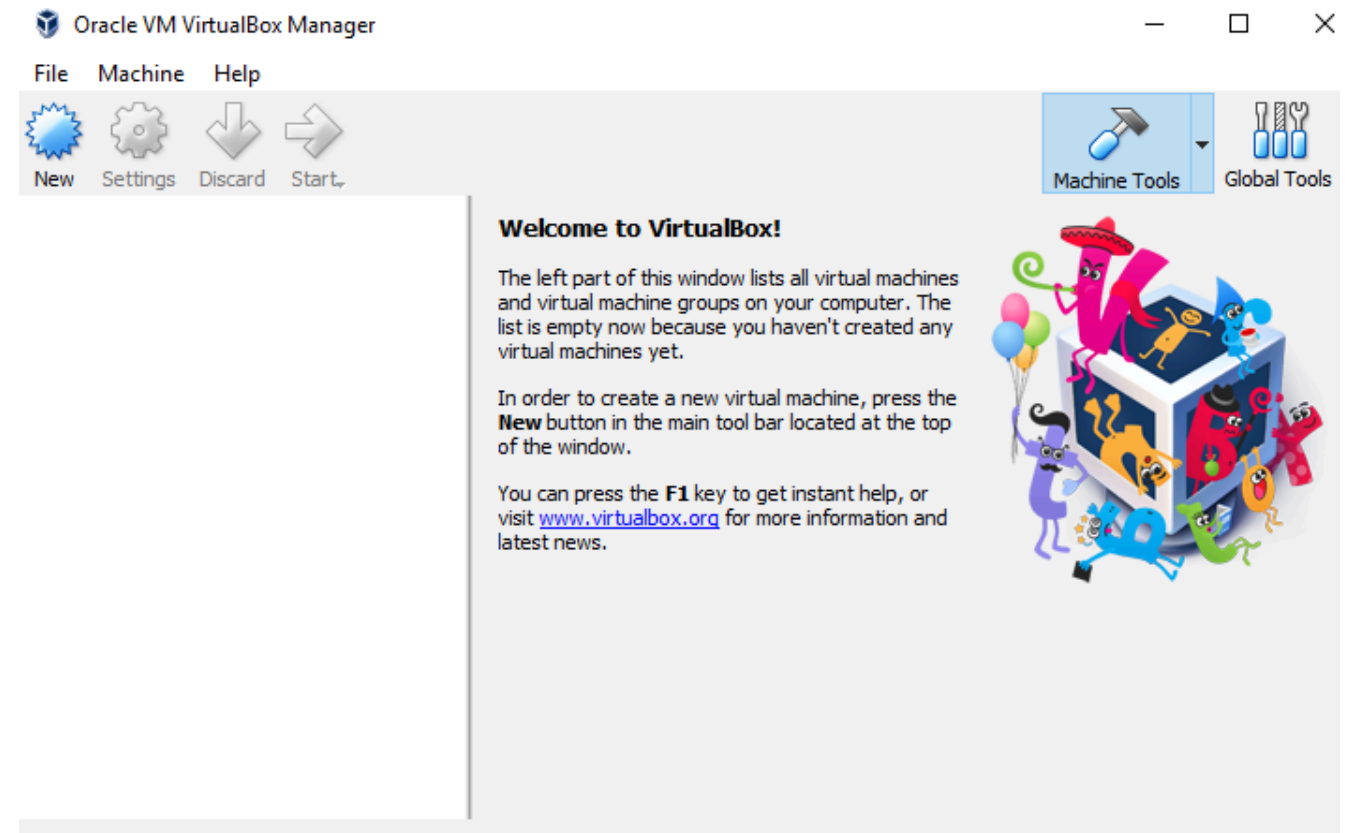 Oracle VM VirtualBox Manager
File Machine Help
New Settings Discard Start
Machine Tools Global Tools
Welcome to VirtualBox!
The left part of this window lists all virtual machines
and virtual machine groups on your computer. The
list is empty now because you haven't created any
virtual machines yet.
In order to create a new virtual machine, press the
New button in the main tool bar located at the top
of the window.
You can press the F1 key to get instant help, or
visit www.virtualbox.org for more information and
latest news.